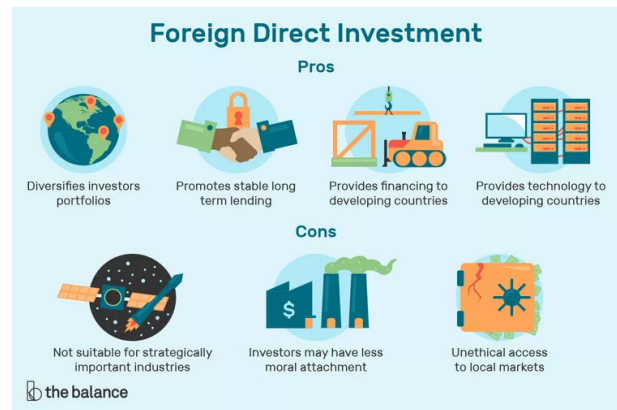 Foreign Direct Investment
Pros
Diversifies investors
portfolios
Promotes stable long
term lending
Provides financing to
developing countries
Provides technology to
developing countries
Cons
$
Not suitable for strategically
important industries
Investors may have less
moral attachment
Unethical access
to local markets
the balance